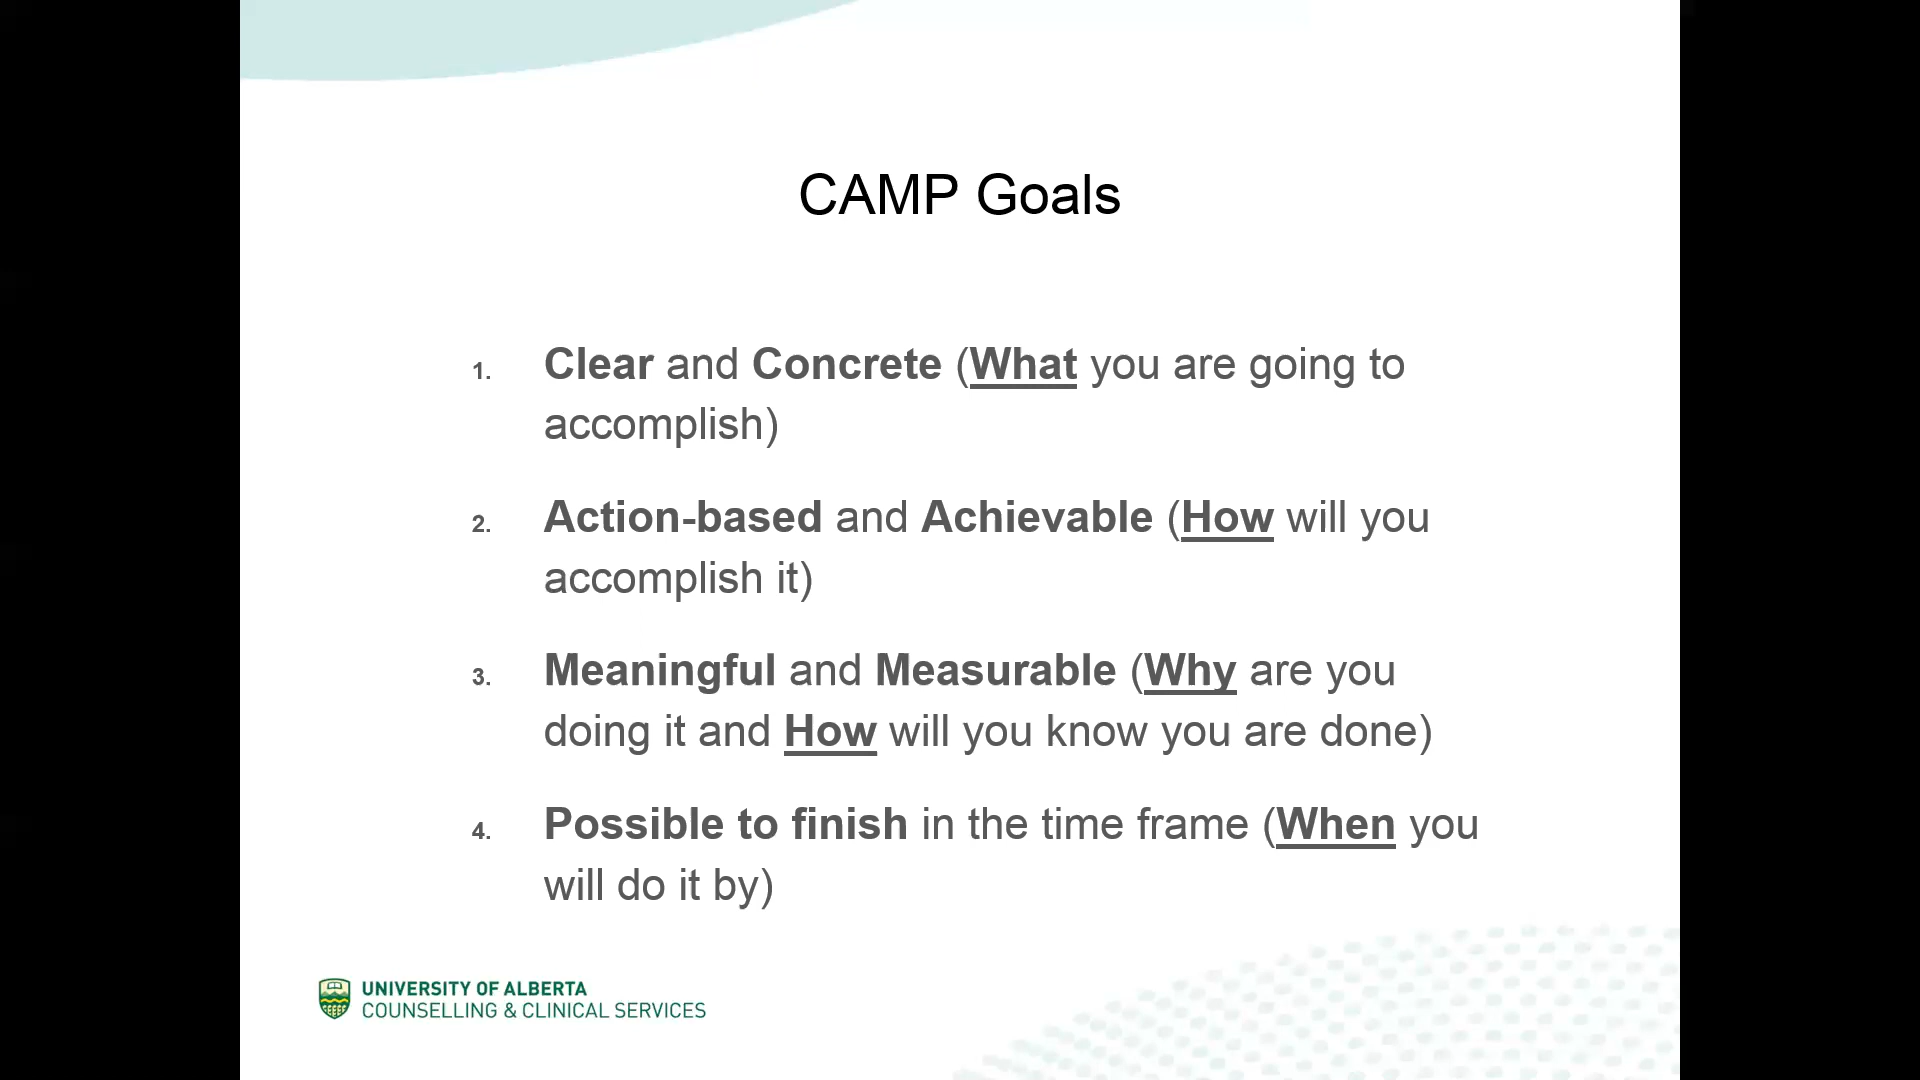 CAMP Goals
1. Clear and Concrete (What you are going to
accomplish)
2. Action-based and Achievable (How will you
accomplish it)
3. Meaningful and Measurable (Why are you
doing it and How will you know you are done)
4. Possible to finish in the time frame (When you
will do it by)
UNIVERSITY OF ALBERTA
COUNSELLING & CLINICAL SERVICES